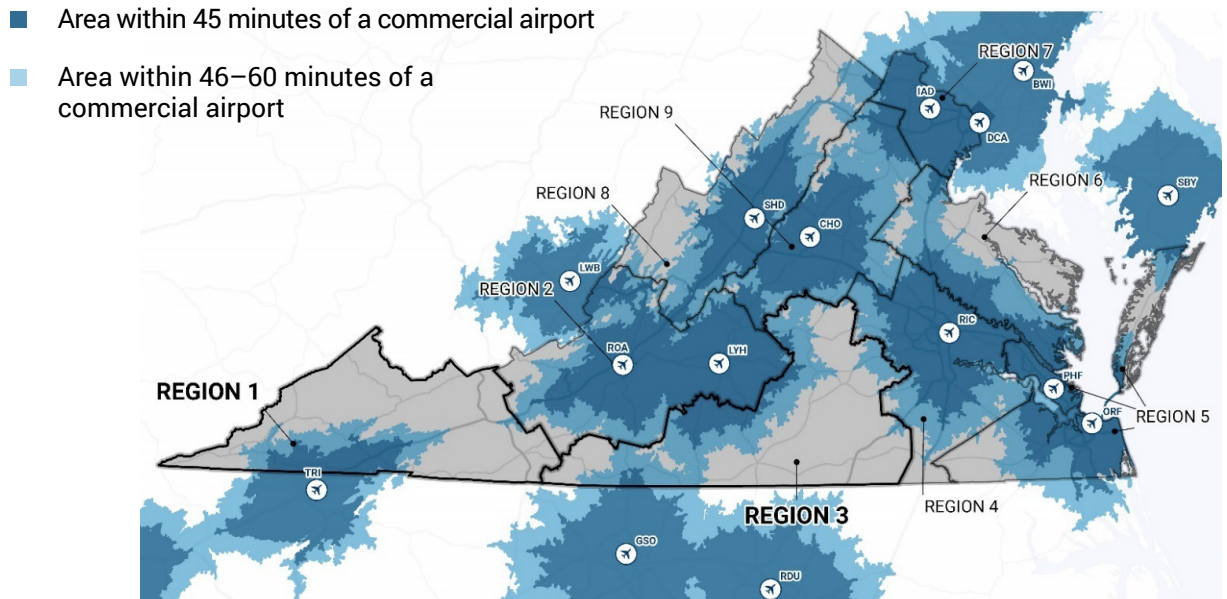 Area within 45 minutes of a commercial airport
Area within 46–60 minutes of a
commercial airport
REGION 7
BWI
IAD
REGION 9
DCA
REGION 6
SBY
REGION 8
SHD
CHO
LWB
REGION 2
RIC
ROA
LYH
PHF
REGION 1
ORF
REGION 5
TRI
REGION 4
REGION 3
GSO
RDU